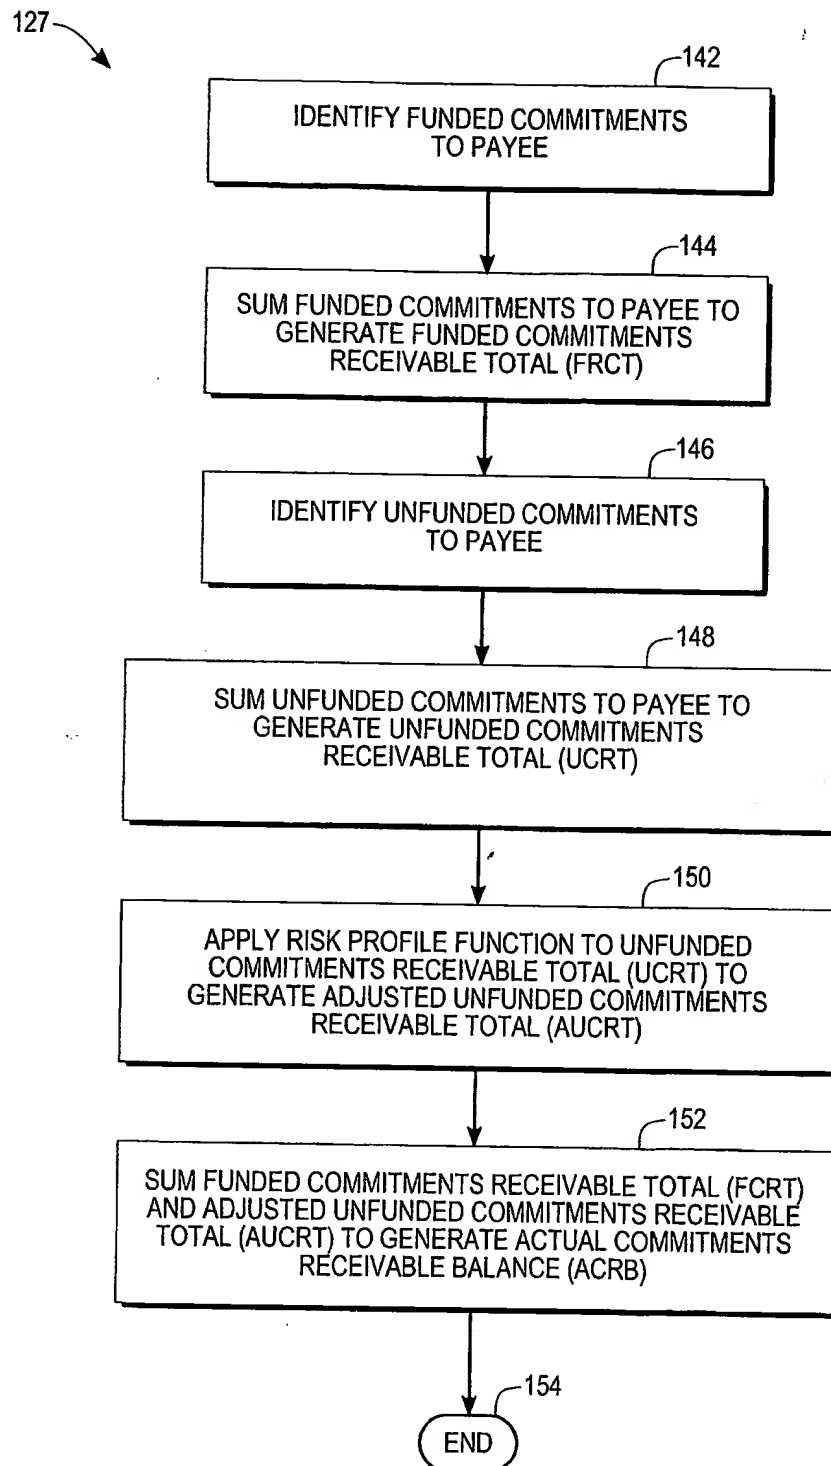 127
142
IDENTIFY FUNDED COMMITMENTS
TO PAYEE
144
SUM FUNDED COMMITMENTS TO PAYEE TO
GENERATE FUNDED COMMITMENTS
RECEIVABLE TOTAL (FRCT)
146
IDENTIFY UNFUNDED COMMITMENTS
TO PAYEE
148
SUM UNFUNDED COMMITMENTS TO PAYEE TO
GENERATE UNFUNDED COMMITMENTS
RECEIVABLE TOTAL (UCRT)
150
APPLY RISK PROFILE FUNCTION TO UNFUNDED
COMMITMENTS RECEIVABLE TOTAL (UCRT) TO
GENERATE ADJUSTED UNFUNDED COMMITMENTS
RECEIVABLE TOTAL (AUCRT)
152
SUM FUNDED COMMITMENTS RECEIVABLE TOTAL (FCRT)
AND ADJUSTED UNFUNDED COMMITMENTS RECEIVABLE
TOTAL (AUCRT) TO GENERATE ACTUAL COMMITMENTS
RECEIVABLE BALANCE (ACRB)
154
END